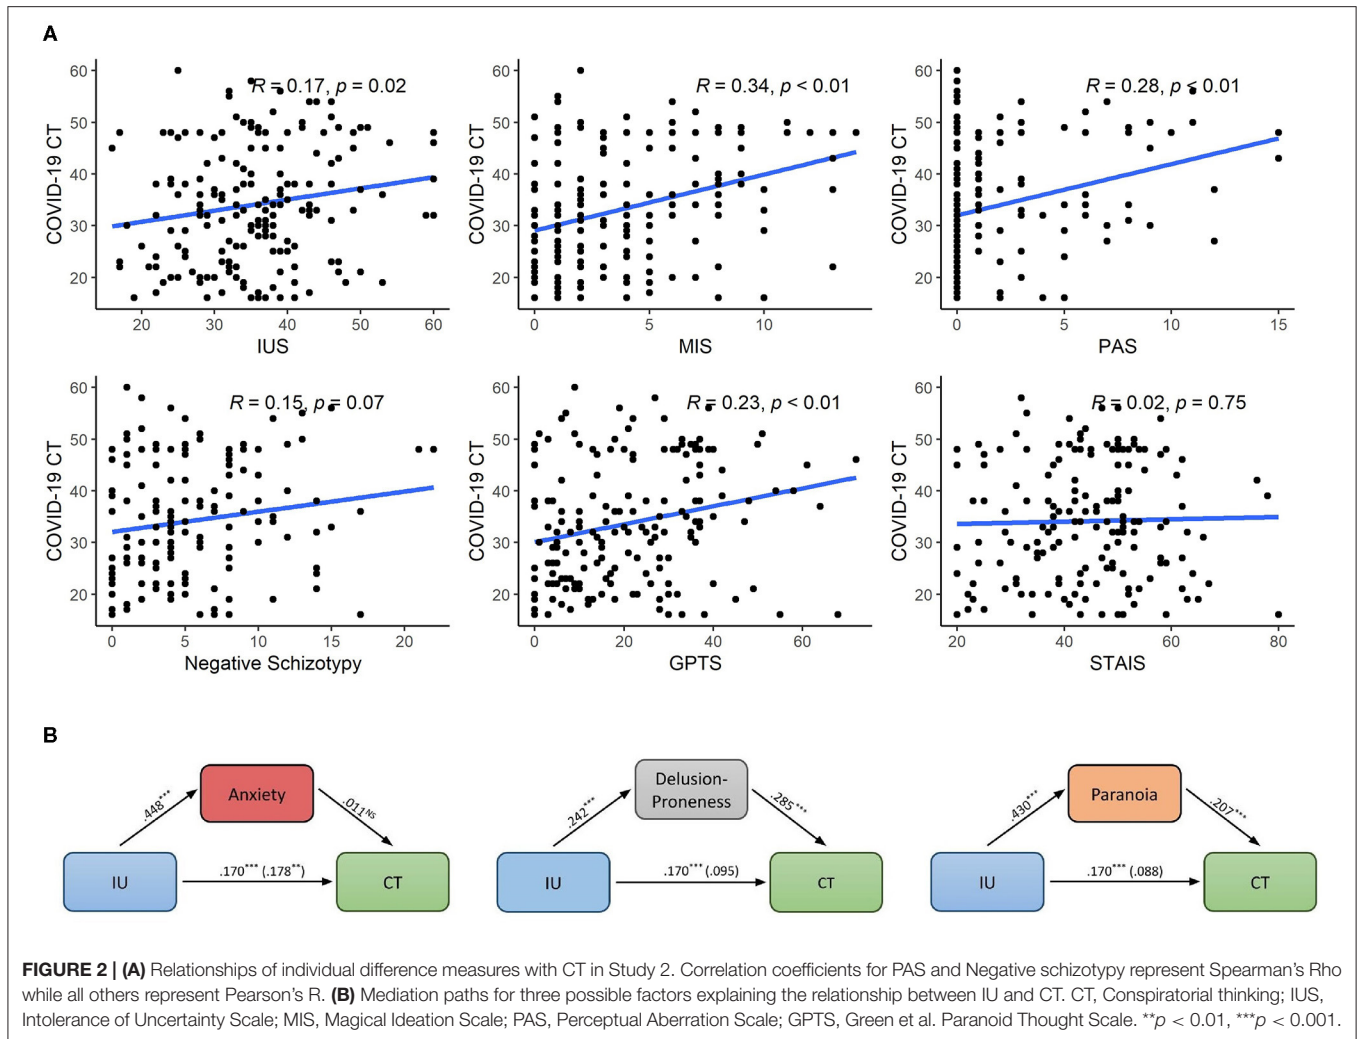 A
R = 0.17, p = 0.02
COVID-19 CT
60
50
40
30
20
20 30 40 50 60
IUS
R = 0.34, p < 0.01
COVID-19 CT
60
50
40
30
20
0 5 10
MIS
R = 0.28, p < 0.01
COVID-19 CT
60
50
40
30
20
0 5 10 15
PAS
R = 0.15, p = 0.07
COVID-19 CT
60
50
40
30
20
0 5 10 15 20
Negative Schizotypy
R = 0.23, p < 0.01
COVID-19 CT
60
50
40
30
20
0 20 40 60
GPTS
R = 0.02, p = 0.75
COVID-19 CT
60
50
40
30
20
20 40 60 80
STAIS
B
Anxiety
.448***
.011NS
IU
.170*** (.178**)
CT
Delusion-
Proneness
.242***
.285***
IU
.170*** (.095)
CT
Paranoia
.430***
.207***
IU
.170*** (.088)
CT
FIGURE 2 | (A) Relationships of individual difference measures with CT in Study 2. Correlation coefficients for PAS and Negative schizotypy represent Spearman's Rho
while all others represent Pearson's R. (B) Mediation paths for three possible factors explaining the relationship between IU and CT. CT, Conspiratorial thinking; IUS,
Intolerance of Uncertainty Scale; MIS, Magical Ideation Scale; PAS, Perceptual Aberration Scale; GPTS, Green et al. Paranoid Thought Scale. **p < 0.01, ***p < 0.001.